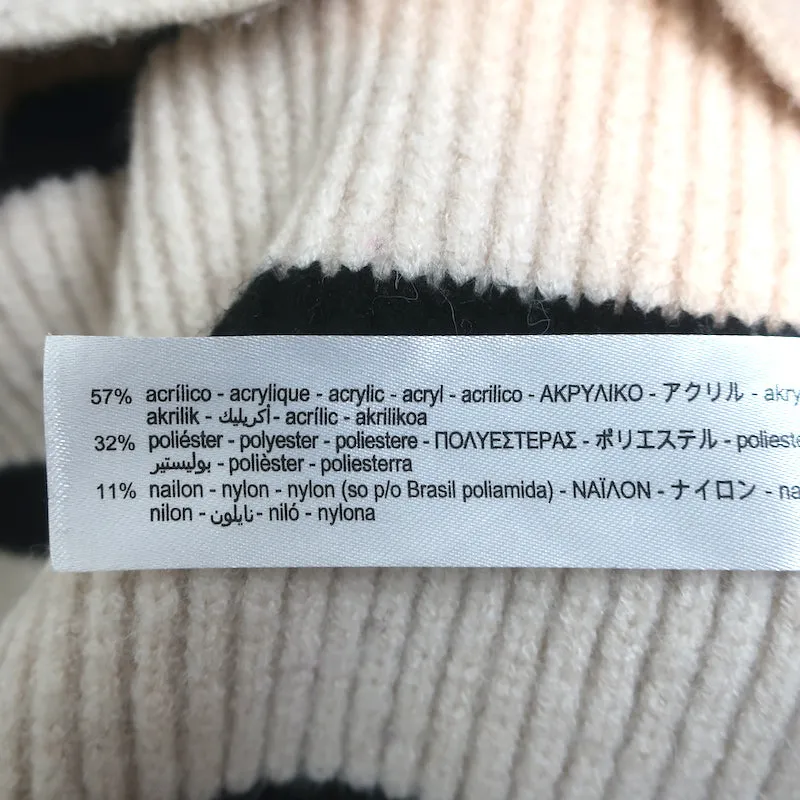 57% acrílico - acrylique - acrylic - acryl - acrilico - ΑΚΡΥΛΙΚΟ - アクリル -
akrilik - أكريليك - acrílic - akrilikoa
32% poliéster - polyester - poliestere - ΠΟΛΥΕΣΤΕΡΑΣ - ポリエステル -
بوليستير - polièster - poliesterra
11% nailon - nylon - nylon (so p/o Brasil poliamida) - ΝΑΪΛΟΝ - ナイロン -
nilon - نايلون - niló - nylona